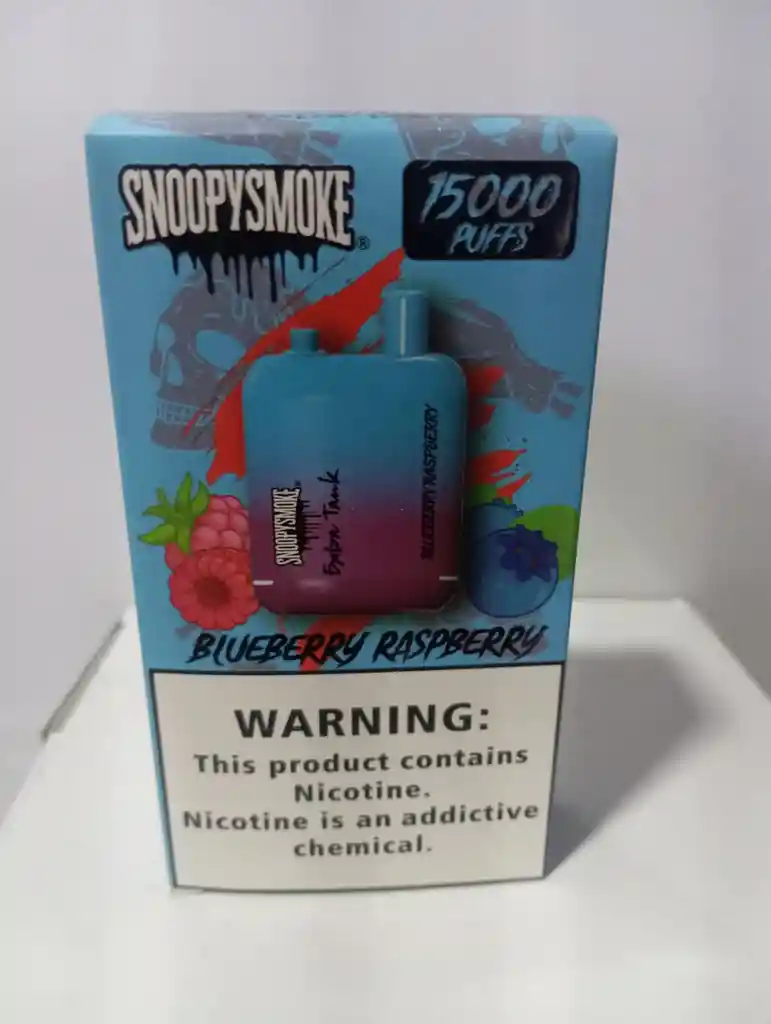 SNOOPYSMOKE®
15000
PUFFS
SNOOPYSMOKE
Extra Tank
BLUEBERRY RASPBERRY
BLUEBERRY RASPBERRY
WARNING:
This product contains
Nicotine.
Nicotine is an addictive
chemical.